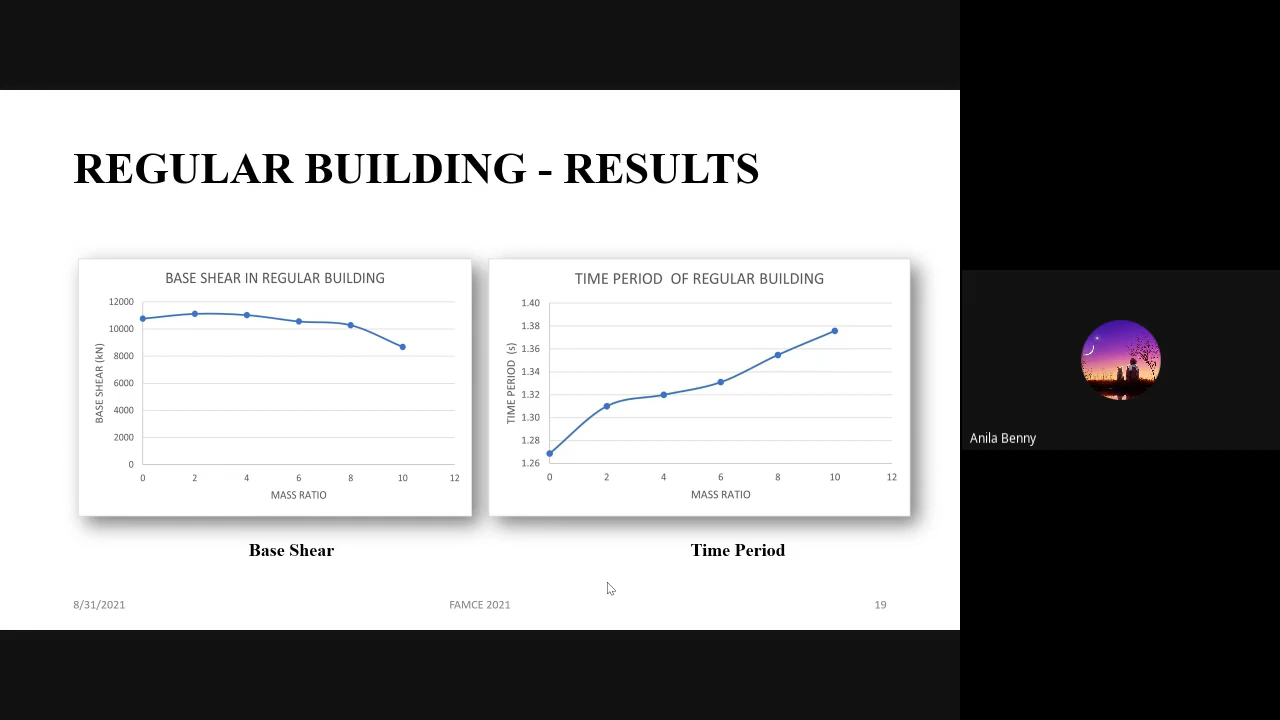 REGULAR BUILDING - RESULTS
BASE SHEAR IN REGULAR BUILDING
12000
10000
8000
6000
4000
2000
0
BASE SHEAR (kN)
0 2 4 6 8 10 12
MASS RATIO
TIME PERIOD OF REGULAR BUILDING
1.40
1.38
1.36
1.34
1.32
1.30
1.28
1.26
TIME PERIOD (s)
0 2 4 6 8 10 12
MASS RATIO
Base Shear
Time Period
8/31/2021
FAMCE 2021
19
Anila Benny